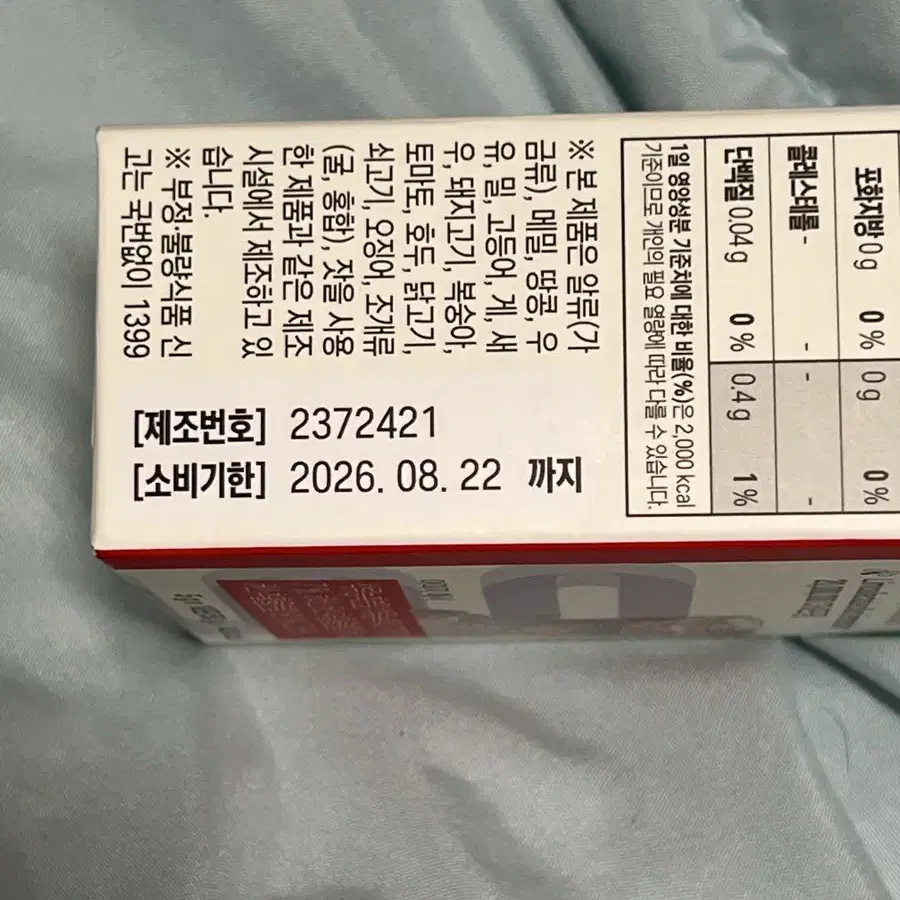 포화지방 0g 0% 0g 0%
콜레스테롤 - - - -
단백질 0.04g 0% 0.4g 1%
1일 영양성분 기준치에 대한 비율(%)은 2,000 kcal
기준이므로 개인의 필요 열량에 따라 다를 수 있습니다.
※ 본 제품은 알류(가
금류), 메밀, 땅콩, 우
유, 밀, 고등어, 게, 새
우, 돼지고기, 복숭아,
토마토, 호두, 닭고기,
쇠고기, 오징어, 조개류
(굴, 홍합), 잣을 사용
한 제품과 같은 제조
시설에서 제조하고 있
습니다.
※ 부정·불량식품 신
고는 국번없이 1399
[제조번호] 2372421
[소비기한] 2026. 08. 22 까지